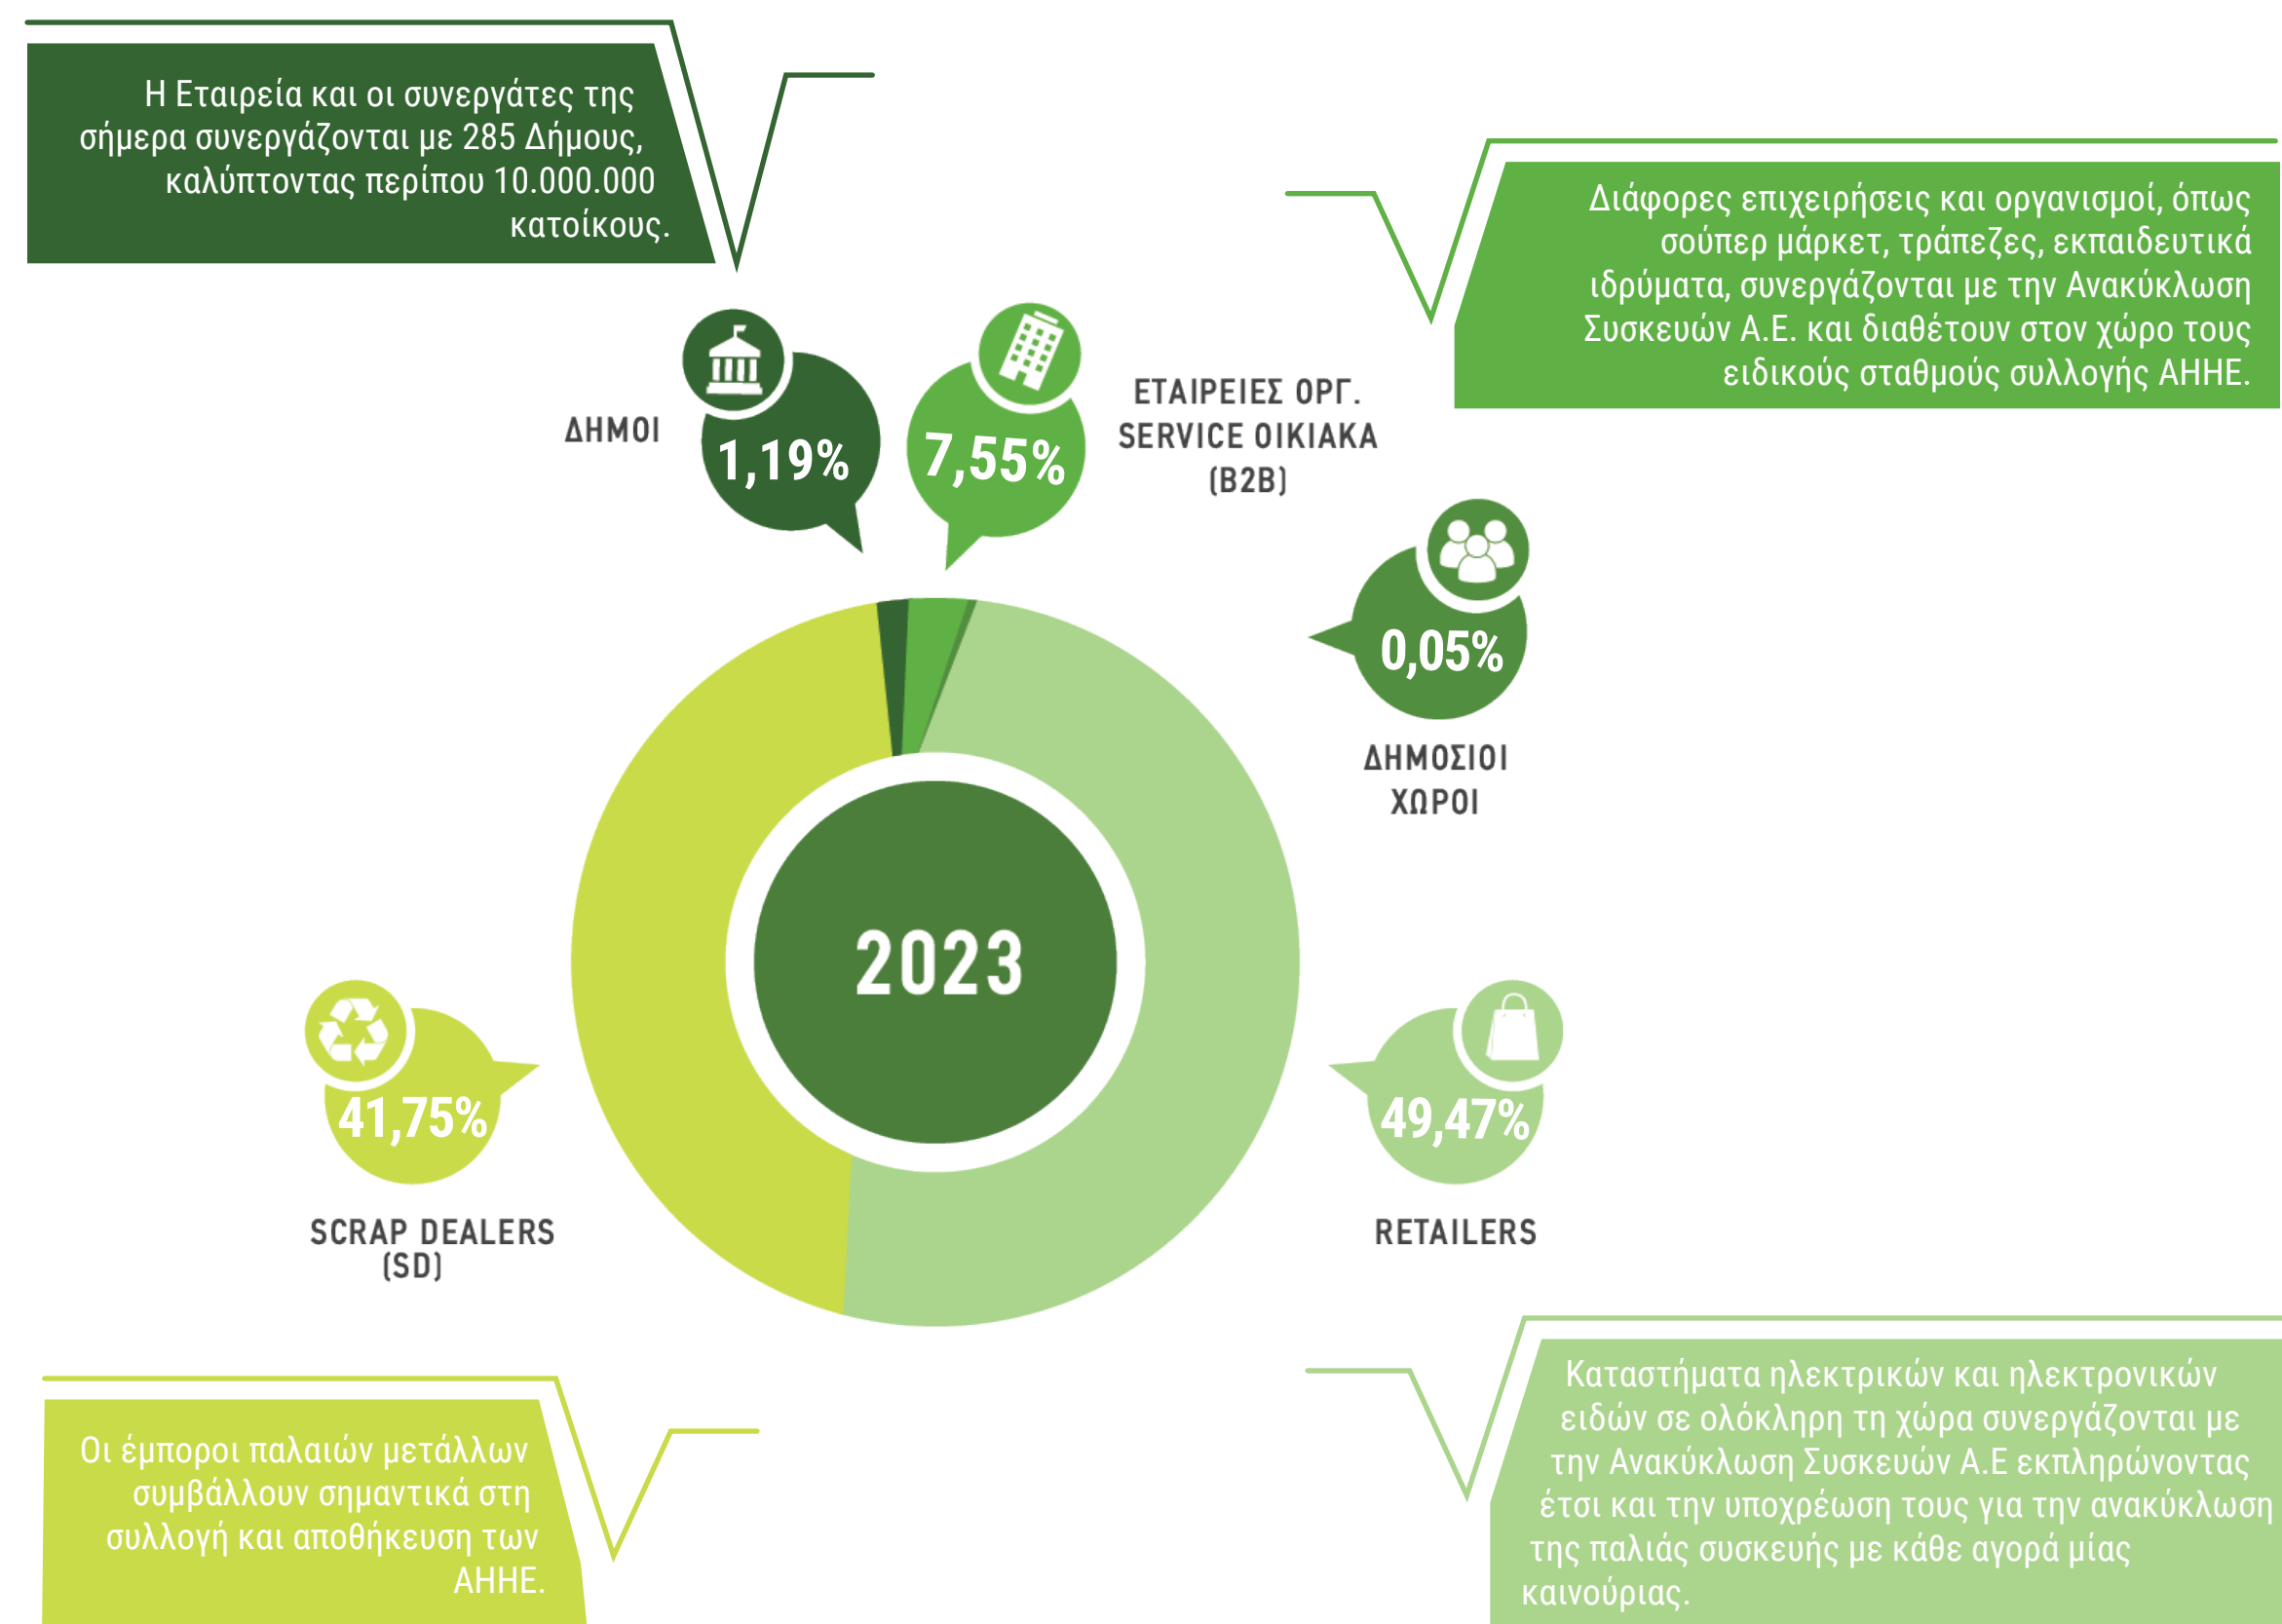 Η Εταιρεία και οι συνεργάτες της
σήμερα συνεργάζονται με 285 Δήμους,
καλύπτοντας περίπου 10.000.000
κατοίκους.
Διάφορες επιχειρήσεις και οργανισμοί, όπως
σούπερ μάρκετ, τράπεζες, εκπαιδευτικά
ιδρύματα, συνεργάζονται με την Ανακύκλωση
Συσκευών Α.Ε. και διαθέτουν στον χώρο τους
ειδικούς σταθμούς συλλογής ΑΗΗΕ.
ΔΗΜΟΙ
1,19%
7,55%
ΕΤΑΙΡΕΙΕΣ ΟΡΓ.
SERVICE ΟΙΚΙΑΚΑ
(B2B)
0,05%
ΔΗΜΟΣΙΟΙ
ΧΩΡΟΙ
2023
41,75%
SCRAP DEALERS
(SD)
49,47%
RETAILERS
Οι έμποροι παλαιών μετάλλων
συμβάλλουν σημαντικά στη
συλλογή και αποθήκευση των
ΑΗΗΕ.
Καταστήματα ηλεκτρικών και ηλεκτρονικών
ειδών σε ολόκληρη τη χώρα συνεργάζονται με
την Ανακύκλωση Συσκευών Α.Ε εκπληρώνοντας
έτσι και την υποχρέωση τους για την ανακύκλωση
της παλιάς συσκευής με κάθε αγορά μίας
καινούριας.